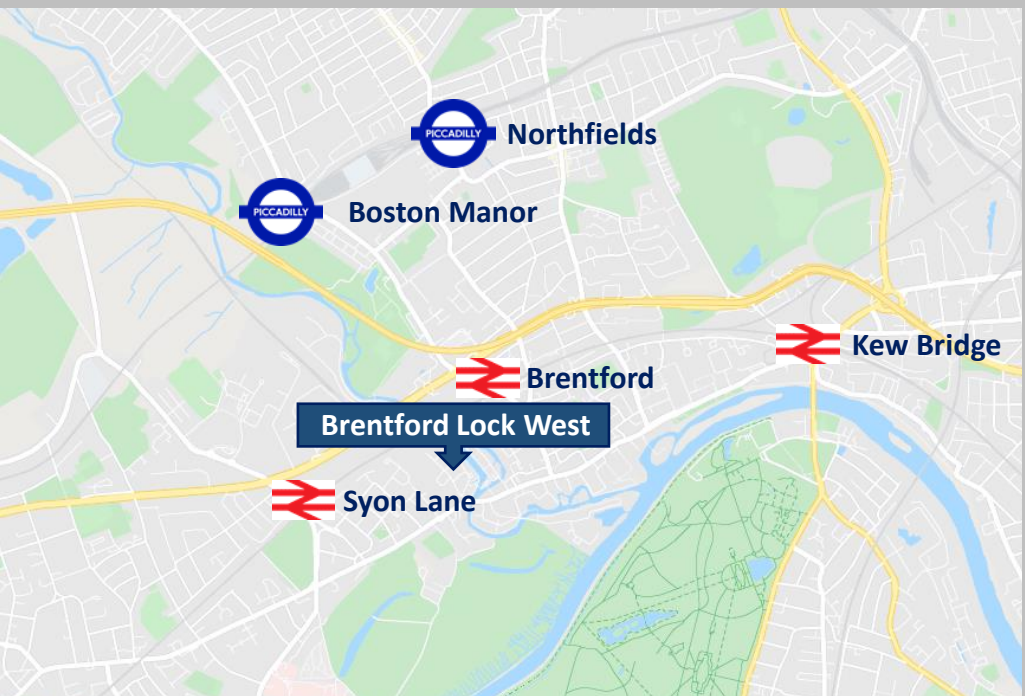 PICCADILLY Northfields
PICCADILLY Boston Manor
Kew Bridge
Brentford
Brentford Lock West
Syon Lane